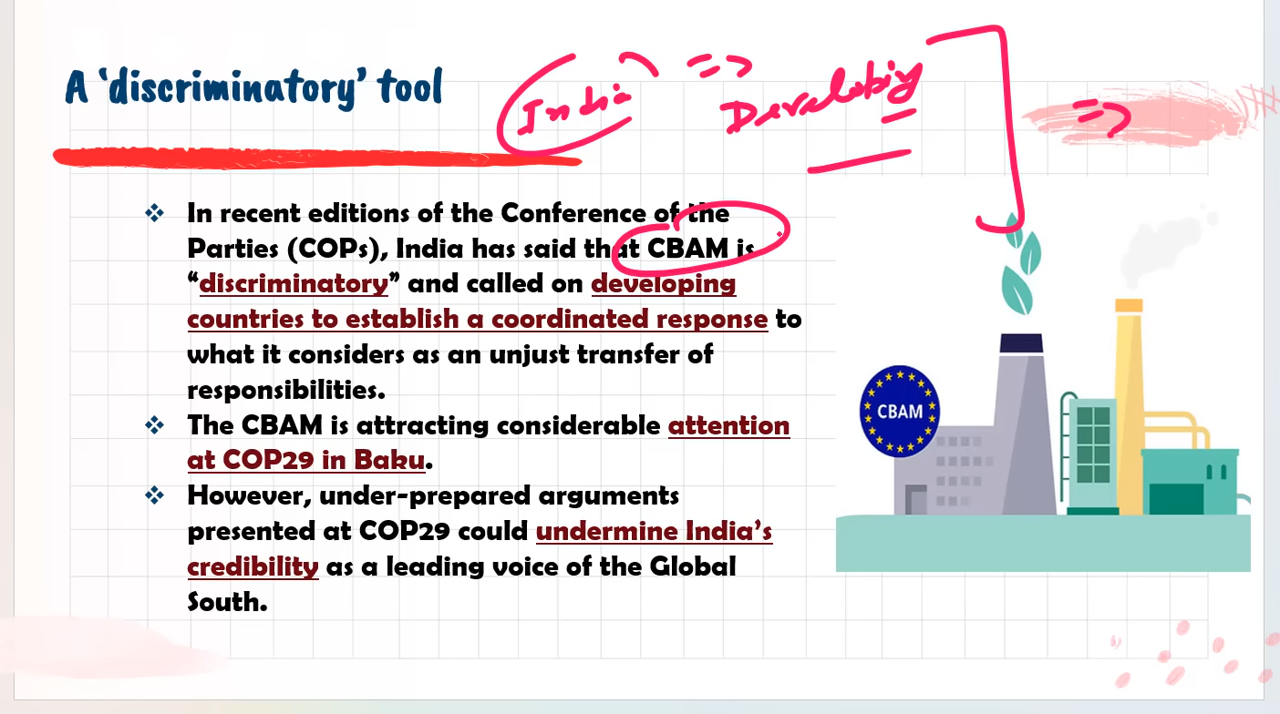 A ‘discriminatory’ tool
India => Developing =>
❖ In recent editions of the Conference of the
Parties (COPs), India has said that CBAM is
“discriminatory” and called on developing
countries to establish a coordinated response to
what it considers as an unjust transfer of
responsibilities.
❖ The CBAM is attracting considerable attention
at COP29 in Baku.
❖ However, under-prepared arguments
presented at COP29 could undermine India’s
credibility as a leading voice of the Global
South.
CBAM